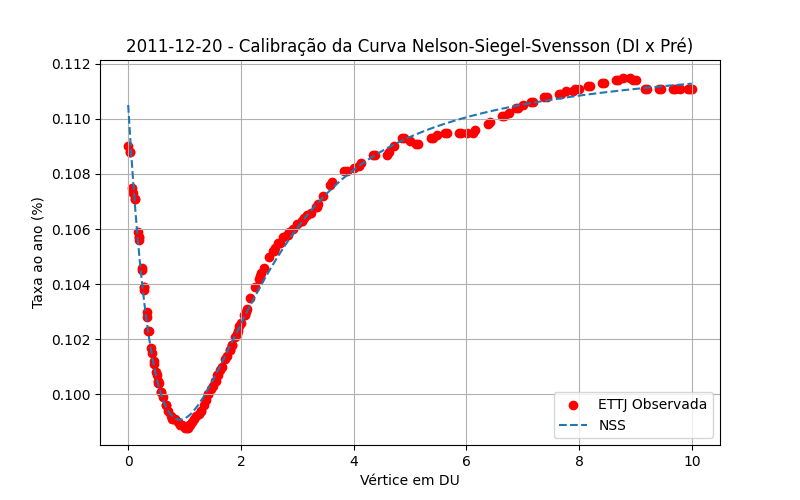 2011-12-20 - Calibração da Curva Nelson-Siegel-Svensson (DI x Pré)
0.112
0.110
0.108
0.106
0.104
0.102
0.100
Taxa ao ano (%)
ETTJ Observada
NSS
0 2 4 6 8 10
Vértice em DU